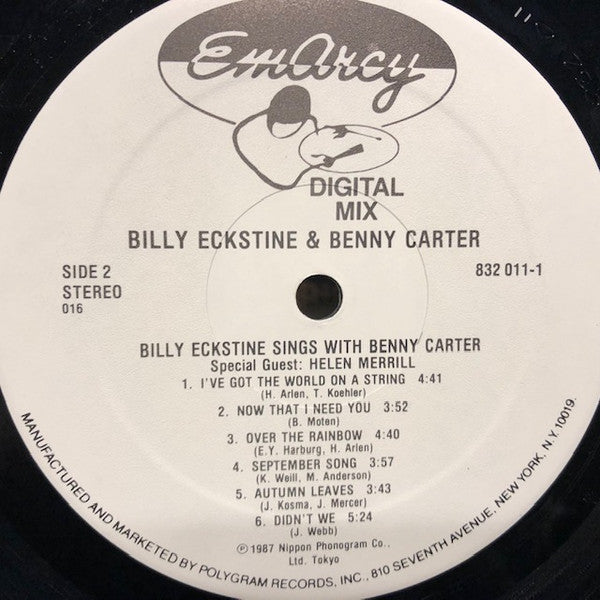 EmArcy
DIGITAL
MIX
BILLY ECKSTINE & BENNY CARTER
SIDE 2
STEREO
016
832 011-1
BILLY ECKSTINE SINGS WITH BENNY CARTER
Special Guest: HELEN MERRILL
1. I'VE GOT THE WORLD ON A STRING 4:41
(H. Arlen, T. Koehler)
2. NOW THAT I NEED YOU 3:52
(B. Moten)
3. OVER THE RAINBOW 4:40
(E.Y. Harburg, H. Arlen)
4. SEPTEMBER SONG 3:57
(K. Weill, M. Anderson)
5. AUTUMN LEAVES 3:43
(J. Kosma, J. Mercer)
6. DIDN'T WE 5:24
(J. Webb)
℗ 1987 Nippon Phonogram Co.,
Ltd. Tokyo
MANUFACTURED AND MARKETED BY POLYGRAM RECORDS, INC., 810 SEVENTH AVENUE, NEW YORK, N.Y. 10019.